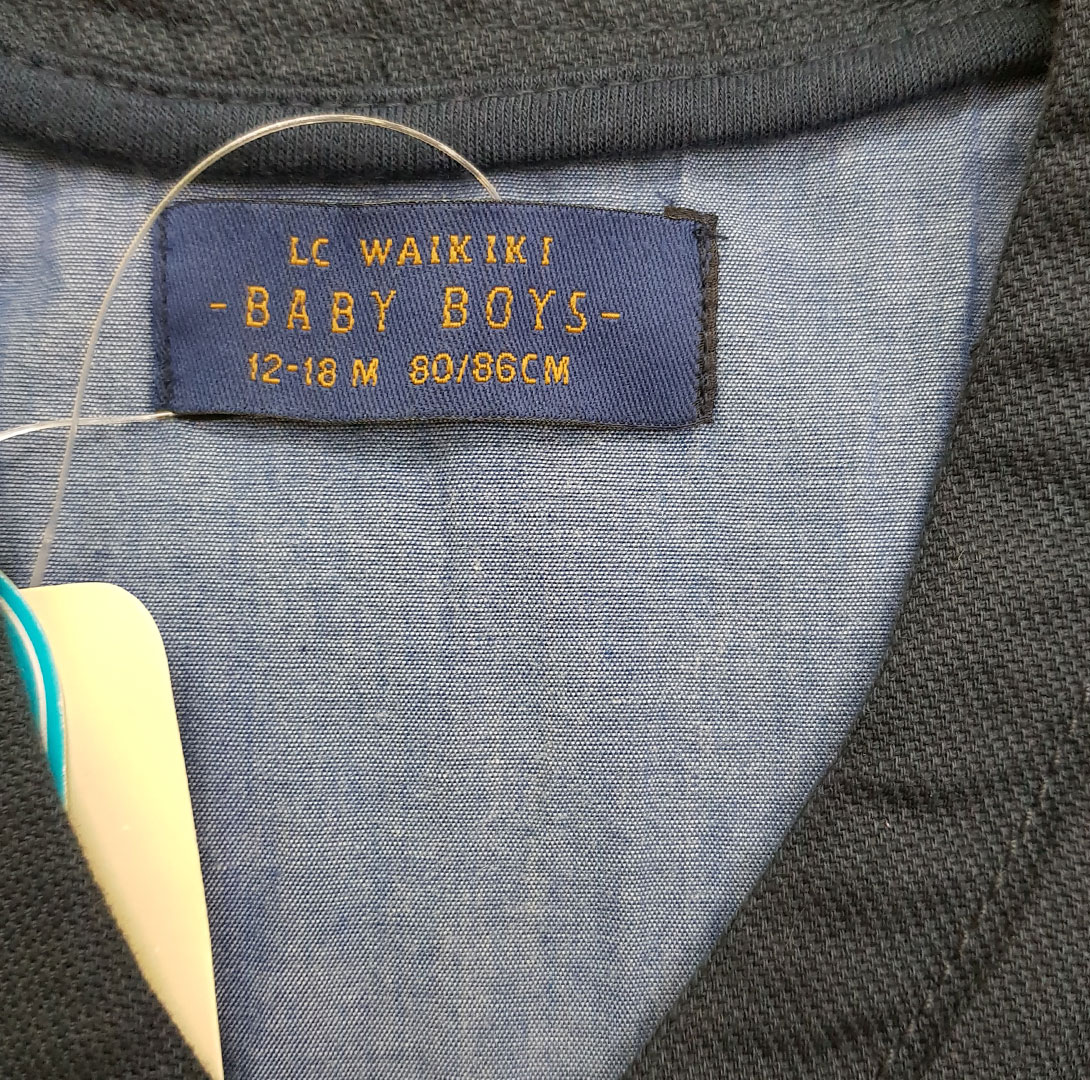 LC WAIKIKI
-BABY BOYS-
12-18 M 80/86CM